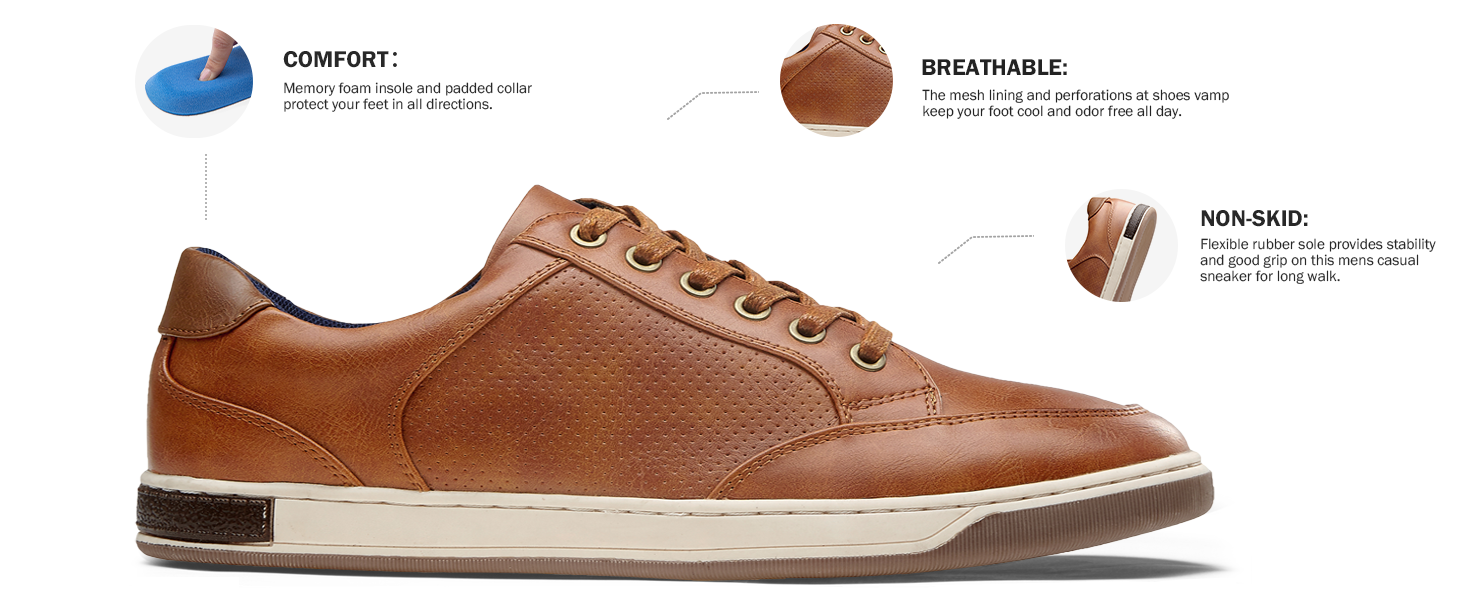 COMFORT:
Memory foam insole and padded collar
protect your feet in all directions.
BREATHABLE:
The mesh lining and perforations at shoes vamp
keep your foot cool and odor free all day.
NON-SKID:
Flexible rubber sole provides stability
and good grip on this mens casual
sneaker for long walk.